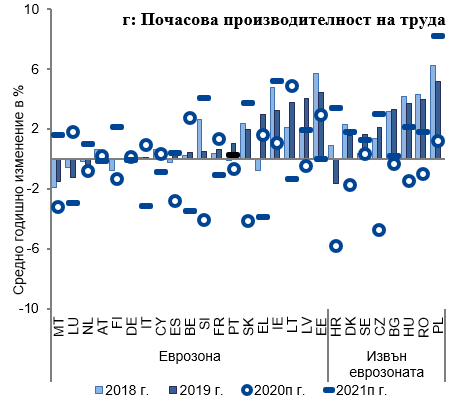 г: Почасова производителност на труда
Средно годишно изменение в %
10
6
2
-2
-6
-10
MT
LU
NL
AT
FI
DE
IT
CY
ES
BE
SI
FR
PT
SK
EL
IE
LT
LV
EE
HR
DK
SE
CZ
BG
HU
RO
PL
Еврозона
Извън
еврозоната
2018 г. 2019 г. 2020п г. 2021п г.